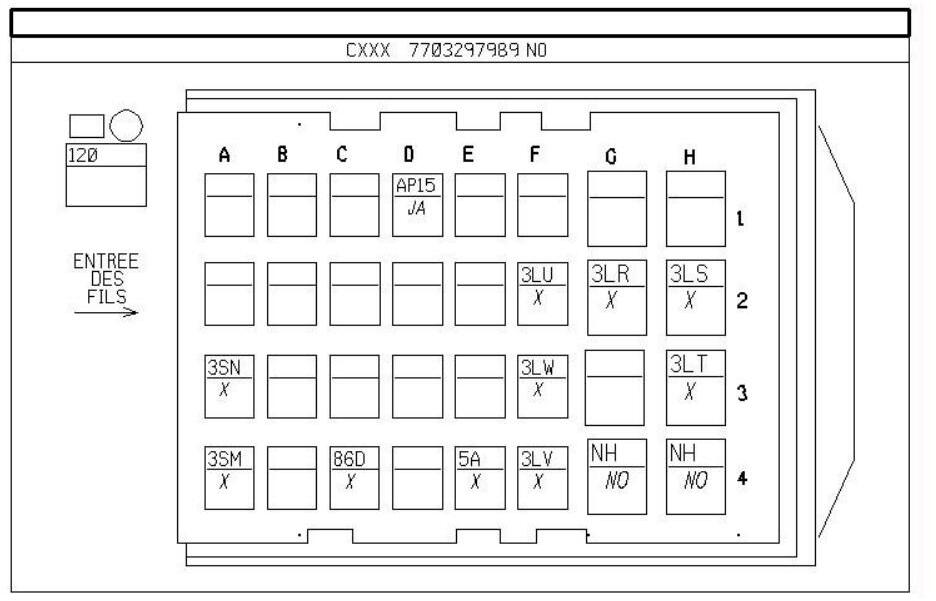 CXXX 7703297989 NO
120
A B C D E F G H
AP15
JA
1
ENTREE
DES
FILS
3LU 3LR 3LS
X X X
2
3SN 3LW 3LT
X X X
3
3SM 86D 5A 3LV NH NH
X X X X NO NO
4